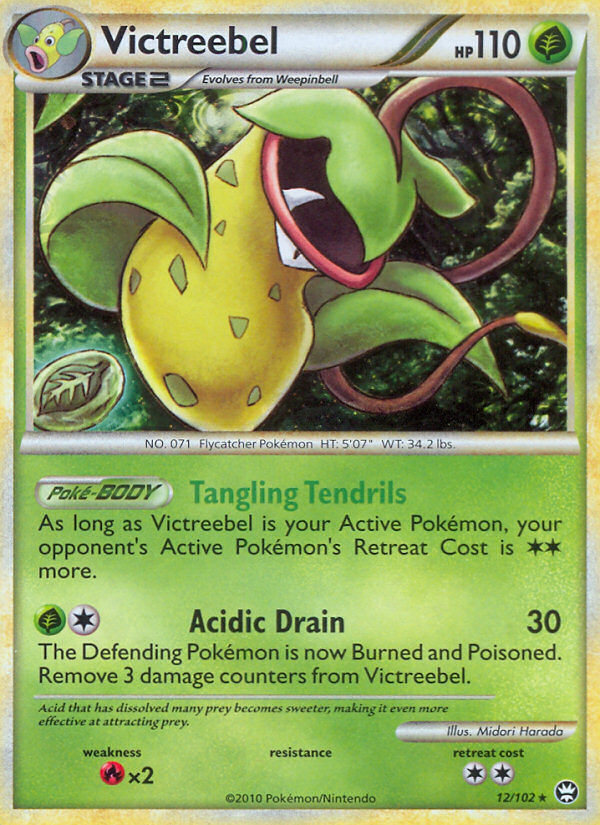 Victreebel HP110
STAGE 2 Evolves from Weepinbell
NO. 071 Flycatcher Pokémon HT: 5'07" WT: 34.2 lbs.
Poké-BODY Tangling Tendrils
As long as Victreebel is your Active Pokémon, your
opponent's Active Pokémon's Retreat Cost is
more.
Acidic Drain 30
The Defending Pokémon is now Burned and Poisoned.
Remove 3 damage counters from Victreebel.
Acid that has dissolved many prey becomes sweeter, making it even more
effective at attracting prey.
Illus. Midori Harada
weakness resistance retreat cost
×2
©2010 Pokémon/Nintendo 12/102 ★